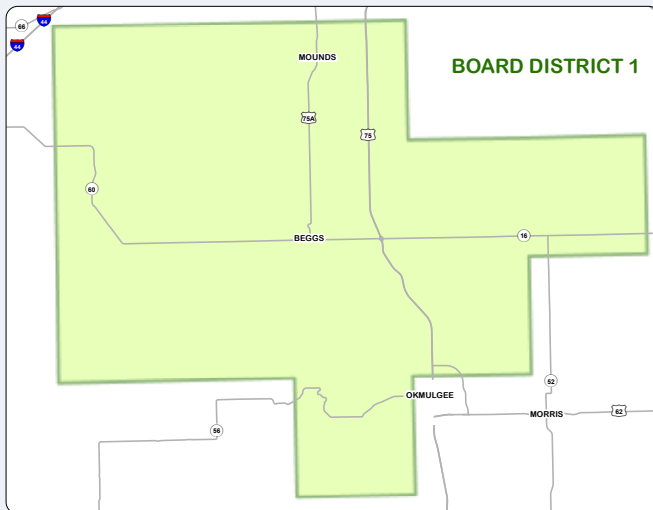 66
44
44
MOUNDS
BOARD DISTRICT 1
75A
75
60
BEGGS
16
52
OKMULGEE
MORRIS
62
56